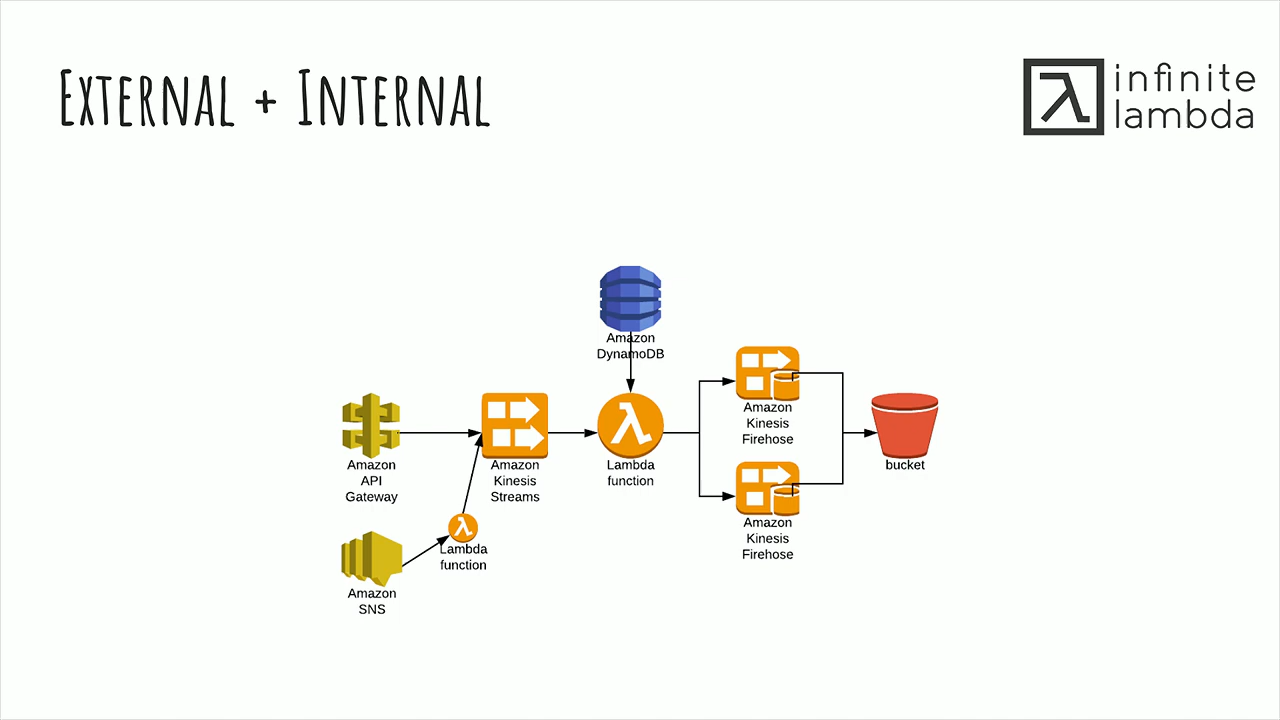 External + Internal
infinite
lambda
Amazon
DynamoDB
Amazon
API
Gateway
Amazon
Kinesis
Streams
Lambda
function
Amazon
Kinesis
Firehose
bucket
Amazon
Kinesis
Firehose
Lambda
function
Amazon
SNS